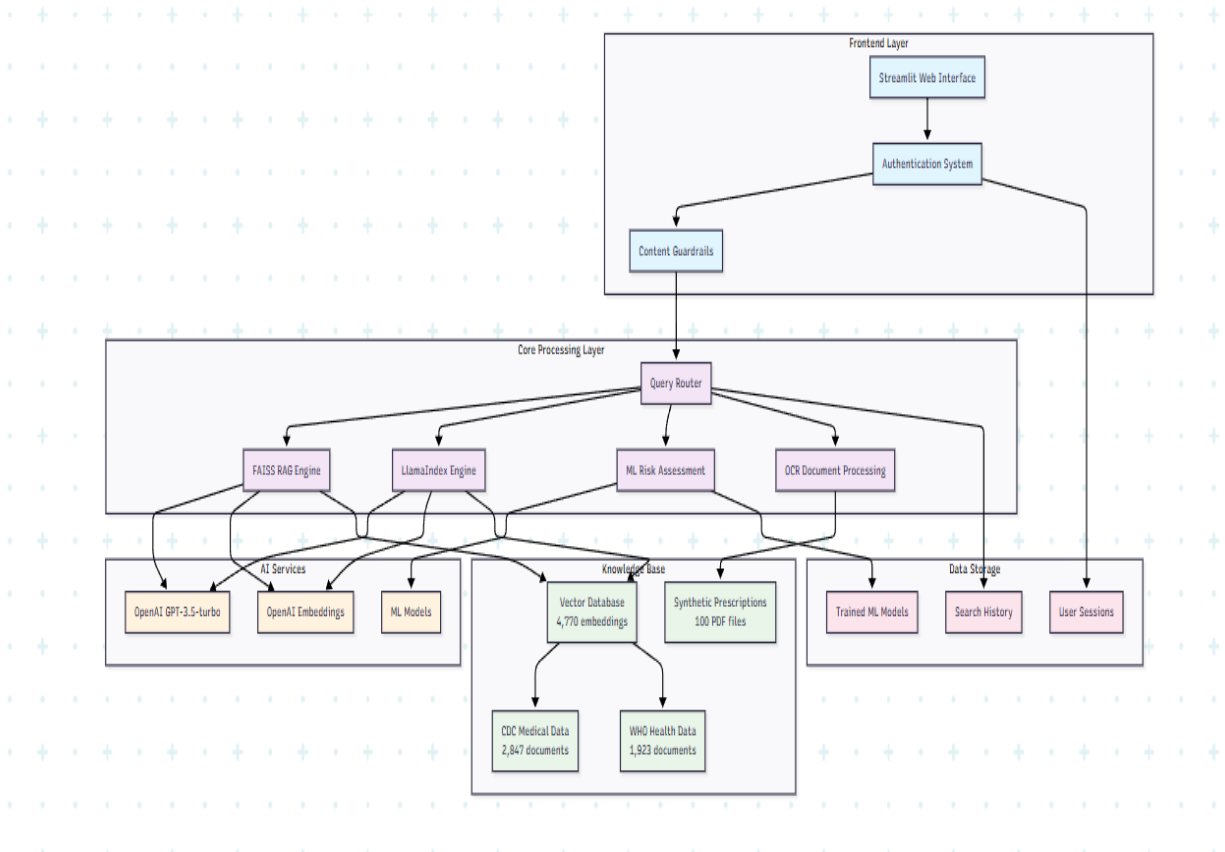 Frontend Layer
Streamlit Web Interface
Authentication System
Content Guardrails
Core Processing Layer
Query Router
FAISS RAG Engine
LlamaIndex Engine
ML Risk Assessment
OCR Document Processing
AI Services
OpenAI GPT-3.5-turbo
OpenAI Embeddings
ML Models
Knowledge Base
Vector Database
4,770 embeddings
Synthetic Prescriptions
100 PDF files
CDC Medical Data
2,847 documents
WHO Health Data
1,923 documents
Data Storage
Trained ML Models
Search History
User Sessions